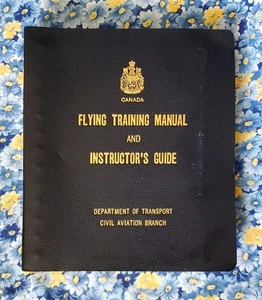 CANADA
FLYING TRAINING MANUAL
AND
INSTRUCTOR'S GUIDE
DEPARTMENT OF TRANSPORT
CIVIL AVIATION BRANCH